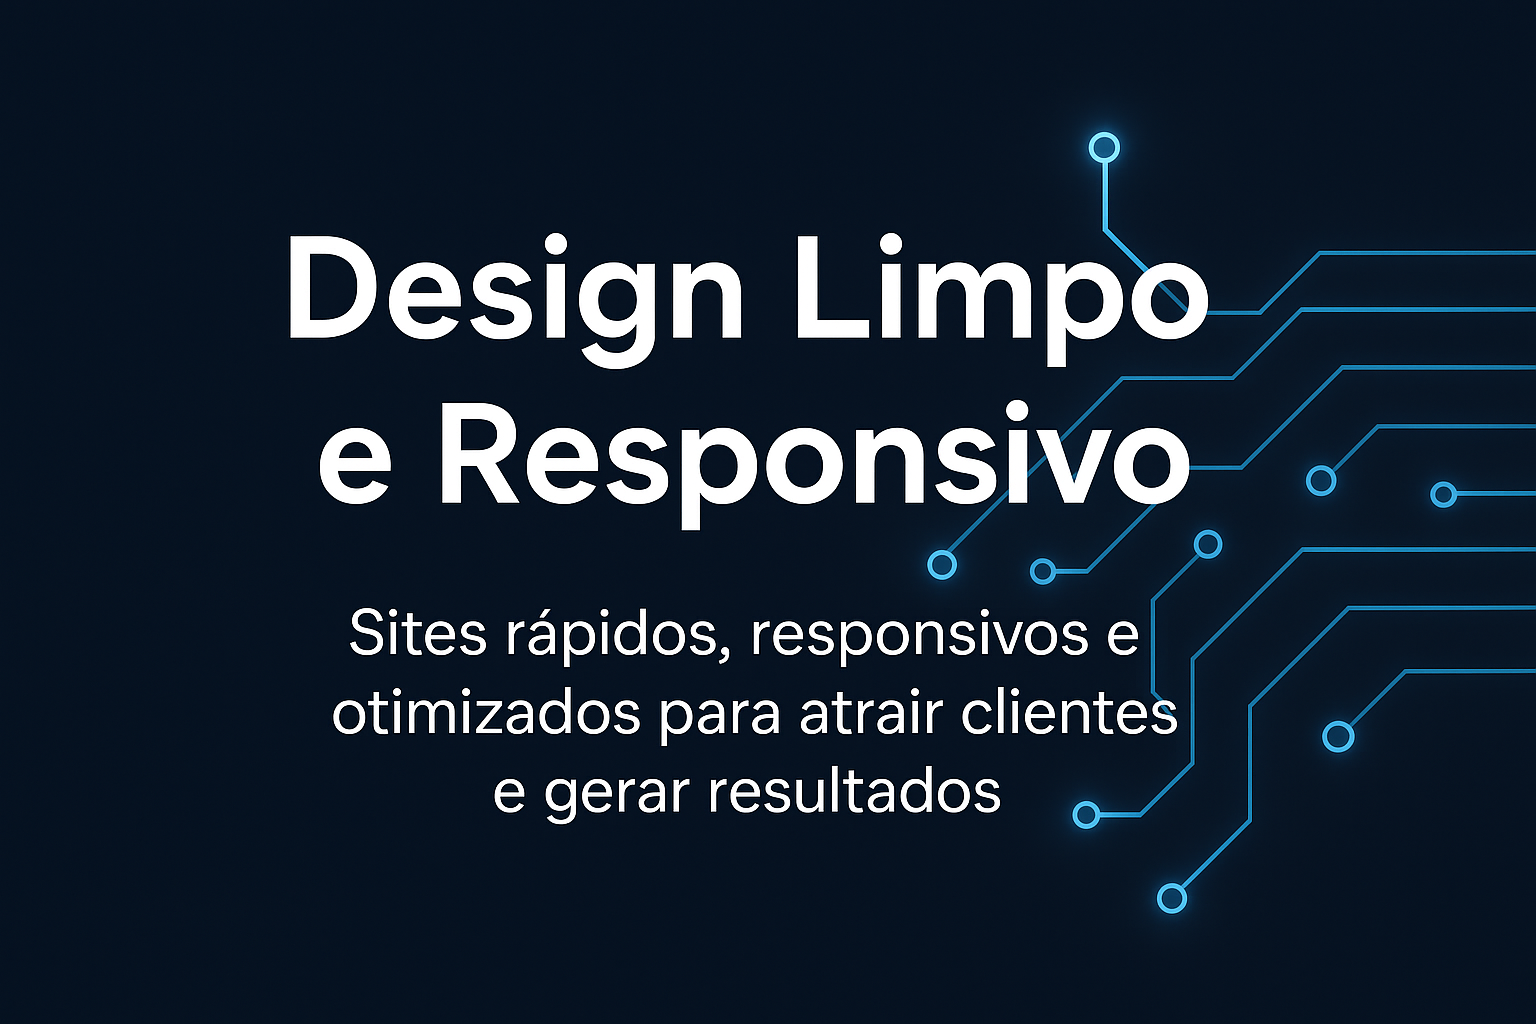 Design Limpo
e Responsivo
Sites rápidos, responsivos e
otimizados para atrair clientes
e gerar resultados